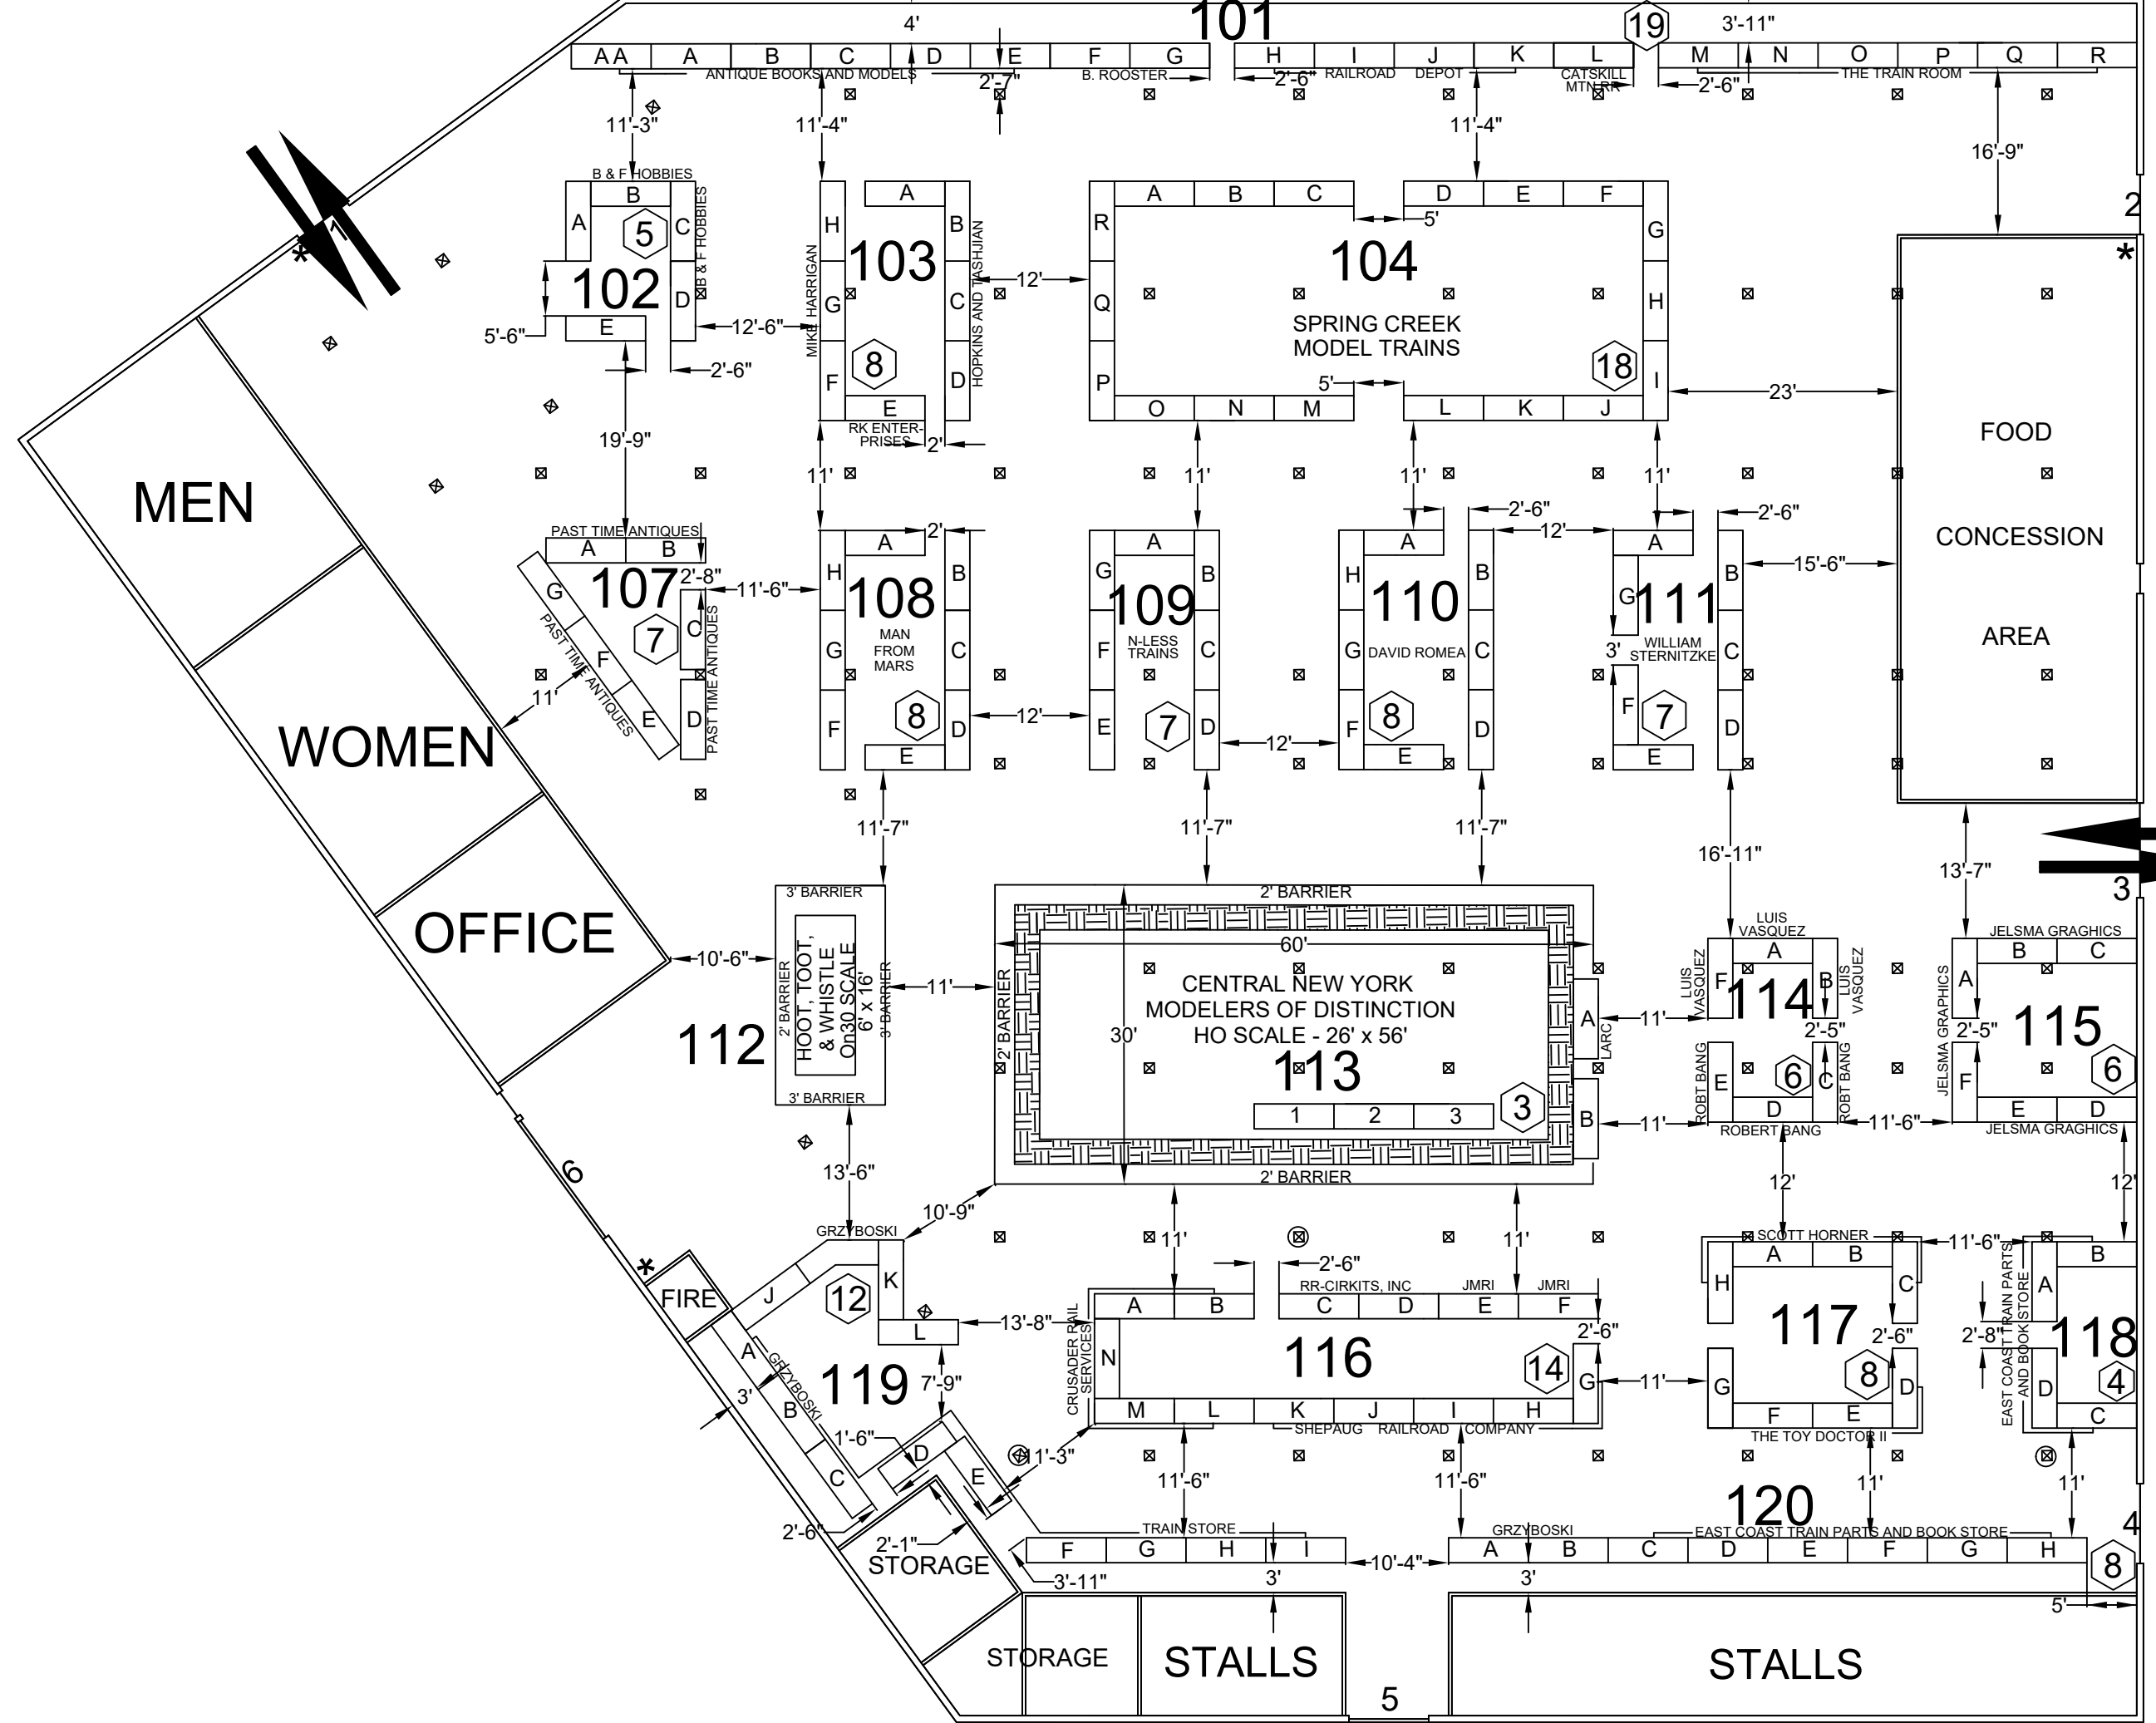 101
4'
19
3'-11"
AA A B C D E F G H I J K L M N O P Q R
ANTIQUE BOOKS AND MODELS
2'-7"
B. ROOSTER
2'-6"
RAILROAD DEPOT
CATSKILL
MTN RR
2'-6"
THE TRAIN ROOM
11'-3"
11'-4"
11'-4"
16'-9"
1
*
2
*
B & F HOBBIES
A B C D E
5
102
B & F HOBBIES
5'-6"
2'-6"
12'-6"
19'-9"
MIKE HARRIGAN
H G F A B C D E
103
8
HOPKINS AND TASHJIAN
RK ENTER-
PRISES
2'
12'
A B C D E F
R Q P G H I
5'
104
SPRING CREEK
MODEL TRAINS
18
5'
O N M L K J
23'
FOOD
CONCESSION
AREA
11'
11'
11'
11'
MEN
WOMEN
OFFICE
PAST TIME ANTIQUES
A B
107
2'-8"
G F E C D
7
PAST TIME ANTIQUES
PAST TIME ANTIQUES
11'
11'-6"
2'
A
H G F B C D
108
MAN
FROM
MARS
8
E
12'
A
G F E B C D
109
N-LESS
TRAINS
7
12'
2'-6"
A
H G F B C D
110
DAVID ROMEA
8
E
12'
2'-6"
A
G F B C D
111
3'
WILLIAM
STERNITZKE
7
E
15'-6"
11'-7"
11'-7"
11'-7"
16'-11"
13'-7"
3
10'-6"
112
3' BARRIER
2' BARRIER
HOOT, TOOT,
& WHISTLE
On30 SCALE
6' x 16'
3' BARRIER
3' BARRIER
11'
2' BARRIER
60'
2' BARRIER
30'
CENTRAL NEW YORK
MODELERS OF DISTINCTION
HO SCALE - 26' x 56'
113
1 2 3
3
2' BARRIER
A
B
LARC
11'
11'
LUIS
VASQUEZ
LUIS
VASQUEZ
LUIS
VASQUEZ
A
F B
114
2'-5"
ROBT BANG
E C
6
D
ROBT BANG
ROBERT BANG
11'-6"
JELSMA GRAGHICS
A B C
JELSMA GRAPHICS
2'-5"
115
6
JELSMA GRAPHICS
F E D
JELSMA GRAGHICS
12'
12'
13'-6"
10'-9"
6
GRZYBOSKI
*
FIRE
J K L
12
13'-8"
A B C
GRZYBOSKI
3'
119
7'-9"
1'-6"
D E
11'-3"
2'-6"
2'-1"
STORAGE
3'-11"
11'
11'
2'-6"
RR-CIRKITS, INC
JMRI
JMRI
A B C D E F
CRUSADER RAIL
SERVICES
N
116
2'-6"
14
G
M L K J I H
SHEPAUG RAILROAD COMPANY
11'
SCOTT HORNER
A B
H C
117
2'-6"
8
G D
F E
THE TOY DOCTOR II
11'-6"
EAST COAST TRAIN PARTS
AND BOOK STORE
B
A
2'-8"
118
4
D
C
11'-6"
11'-6"
11'
11'
120
TRAIN STORE
F G H I
3'
10'-4"
GRZYBOSKI
EAST COAST TRAIN PARTS AND BOOK STORE
A B C D E F G H
3'
4
8
5'
STORAGE
STALLS
5
STALLS